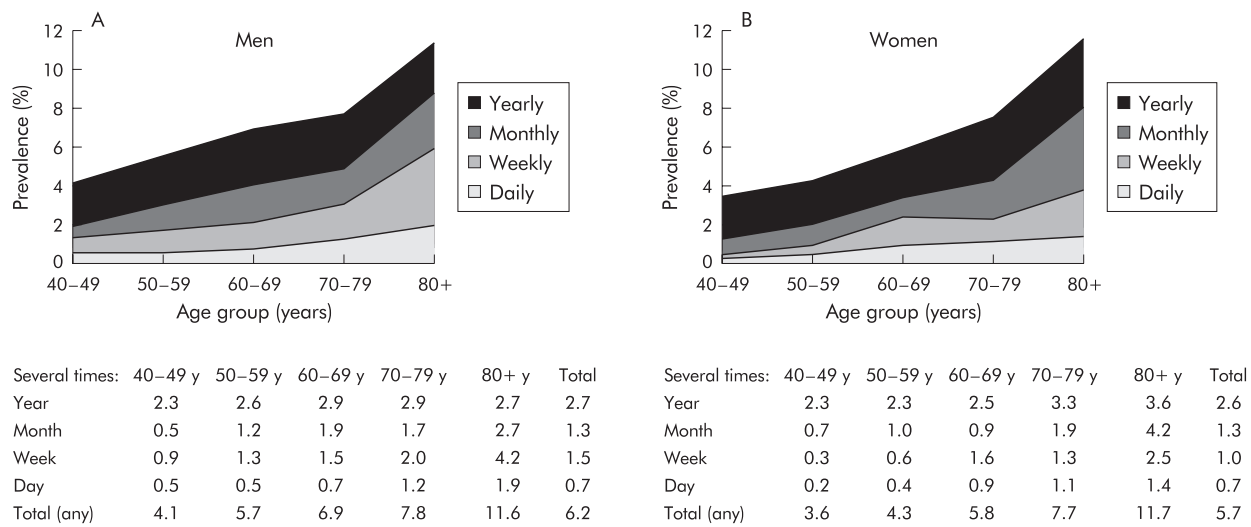 A
Men
12
10
8
6
4
2
0
Prevalence (%)
40–49 50–59 60–69 70–79 80+
Age group (years)
Yearly
Monthly
Weekly
Daily
B
Women
12
10
8
6
4
2
0
Prevalence (%)
40–49 50–59 60–69 70–79 80+
Age group (years)
Yearly
Monthly
Weekly
Daily
Several times: 40–49 y 50–59 y 60–69 y 70–79 y 80+ y Total
Year 2.3 2.6 2.9 2.9 2.7 2.7
Month 0.5 1.2 1.9 1.7 2.7 1.3
Week 0.9 1.3 1.5 2.0 4.2 1.5
Day 0.5 0.5 0.7 1.2 1.9 0.7
Total (any) 4.1 5.7 6.9 7.8 11.6 6.2
Several times: 40–49 y 50–59 y 60–69 y 70–79 y 80+ y Total
Year 2.3 2.3 2.5 3.3 3.6 2.6
Month 0.7 1.0 0.9 1.9 4.2 1.3
Week 0.3 0.6 1.6 1.3 2.5 1.0
Day 0.2 0.4 0.9 1.1 1.4 0.7
Total (any) 3.6 4.3 5.8 7.7 11.7 5.7